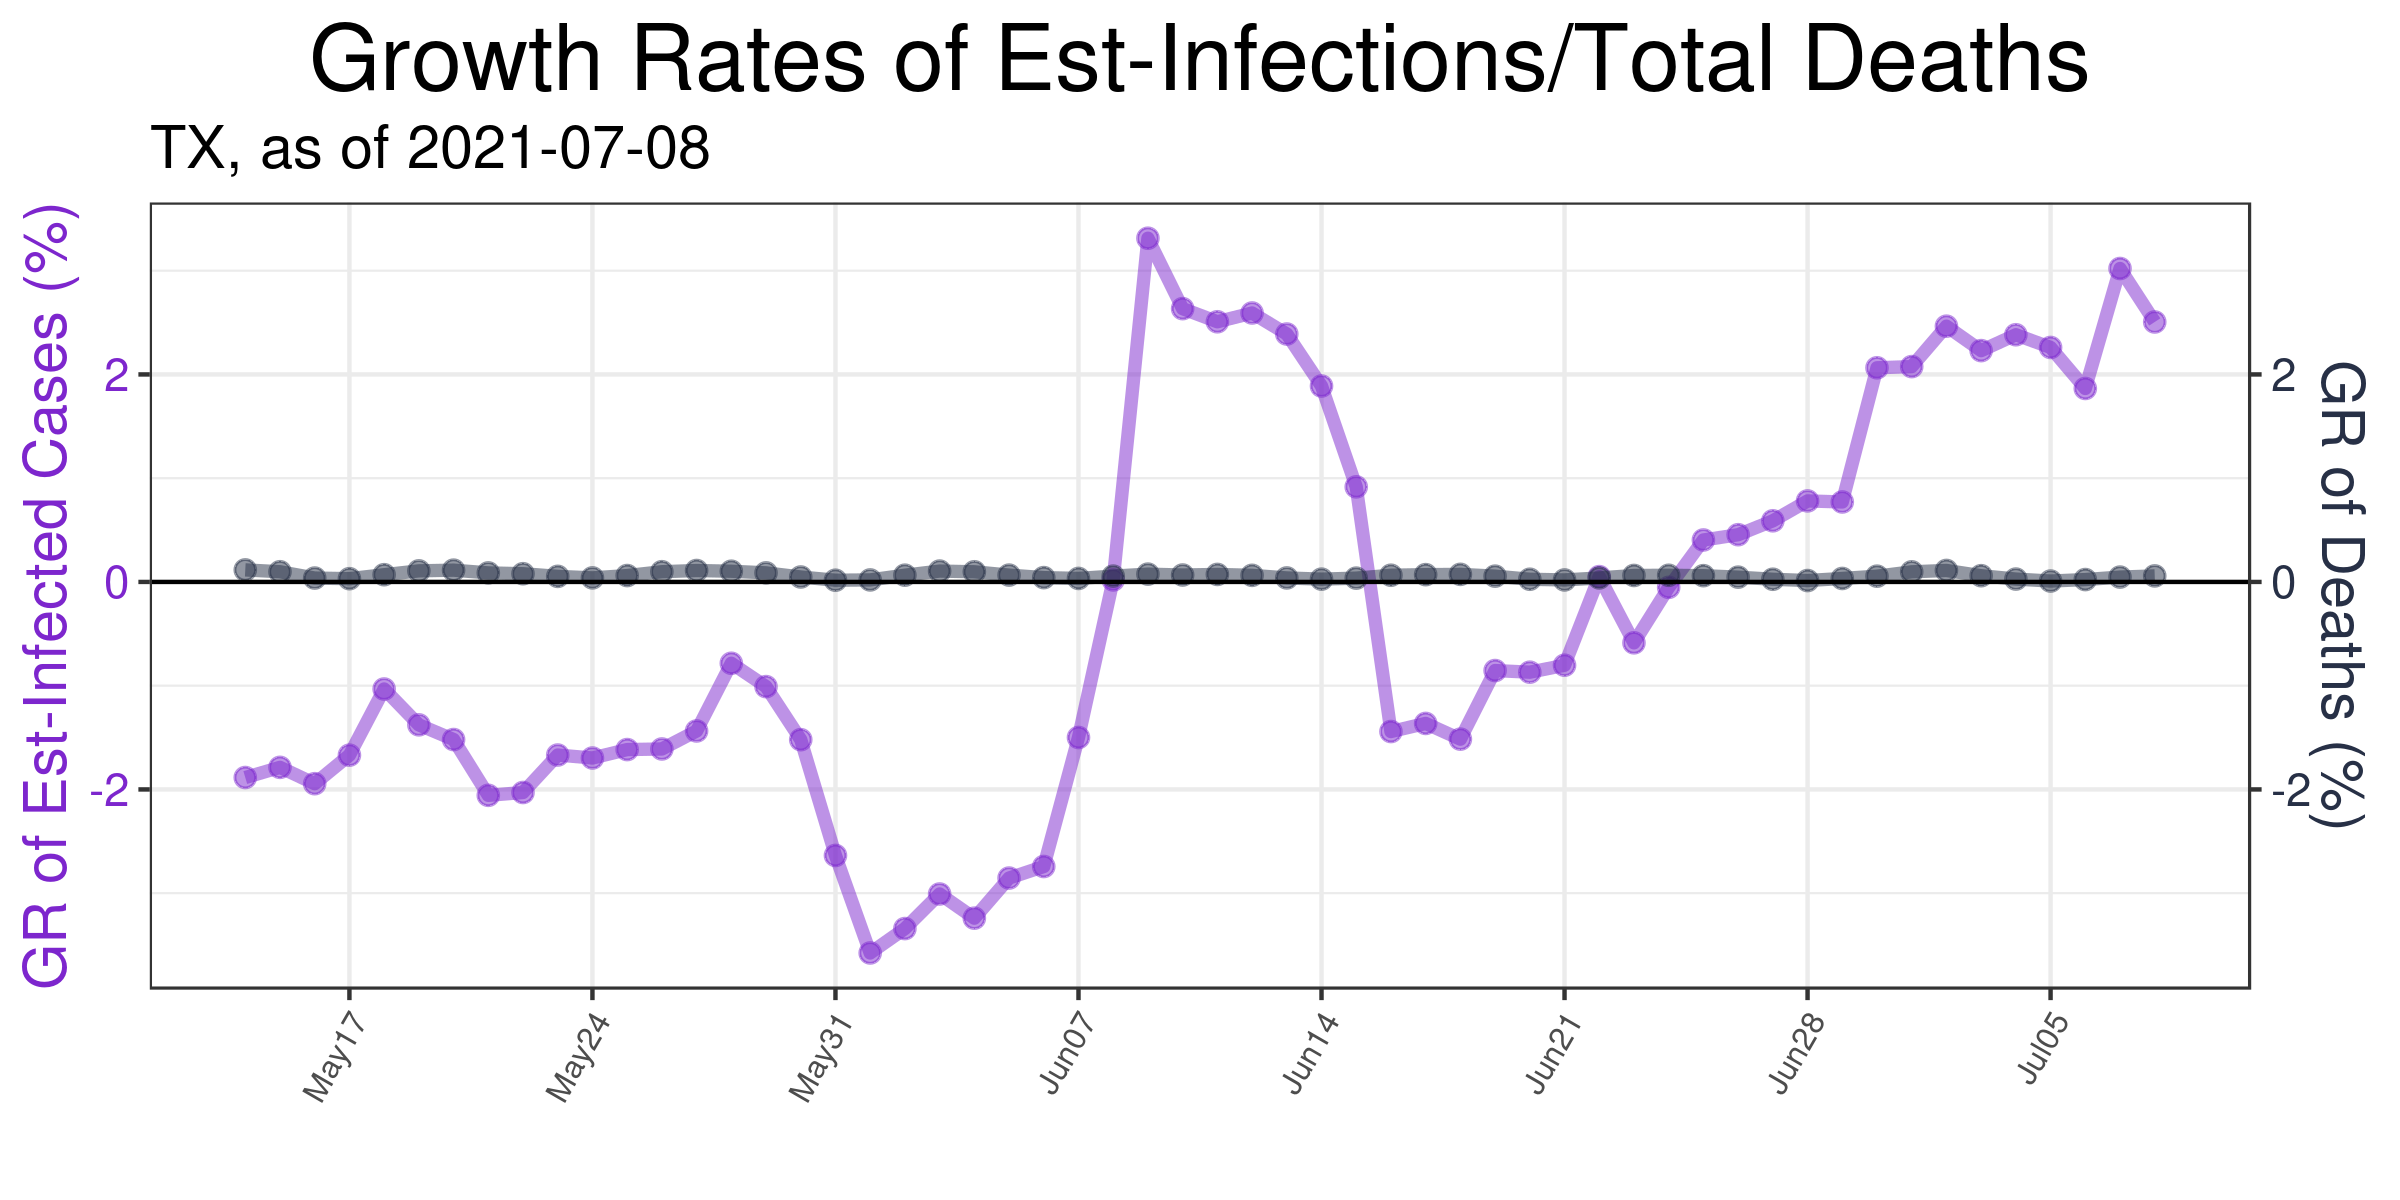 Growth Rates of Est-Infections/Total Deaths
TX, as of 2021-07-08
GR of Est-Infected Cases (%)
2
0
-2
2
0
-2
GR of Deaths (%)
May17
May24
May31
Jun07
Jun14
Jun21
Jun28
Jul05